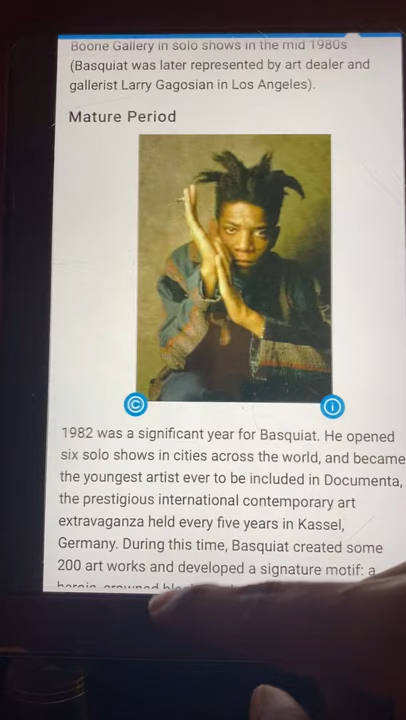 Boone Gallery in solo shows in the mid 1980s
(Basquiat was later represented by art dealer and
gallerist Larry Gagosian in Los Angeles).
Mature Period
©
i
1982 was a significant year for Basquiat. He opened
six solo shows in cities across the world, and became
the youngest artist ever to be included in Documenta,
the prestigious international contemporary art
extravaganza held every five years in Kassel,
Germany. During this time, Basquiat created some
200 art works and developed a signature motif: a
heroic, crowned